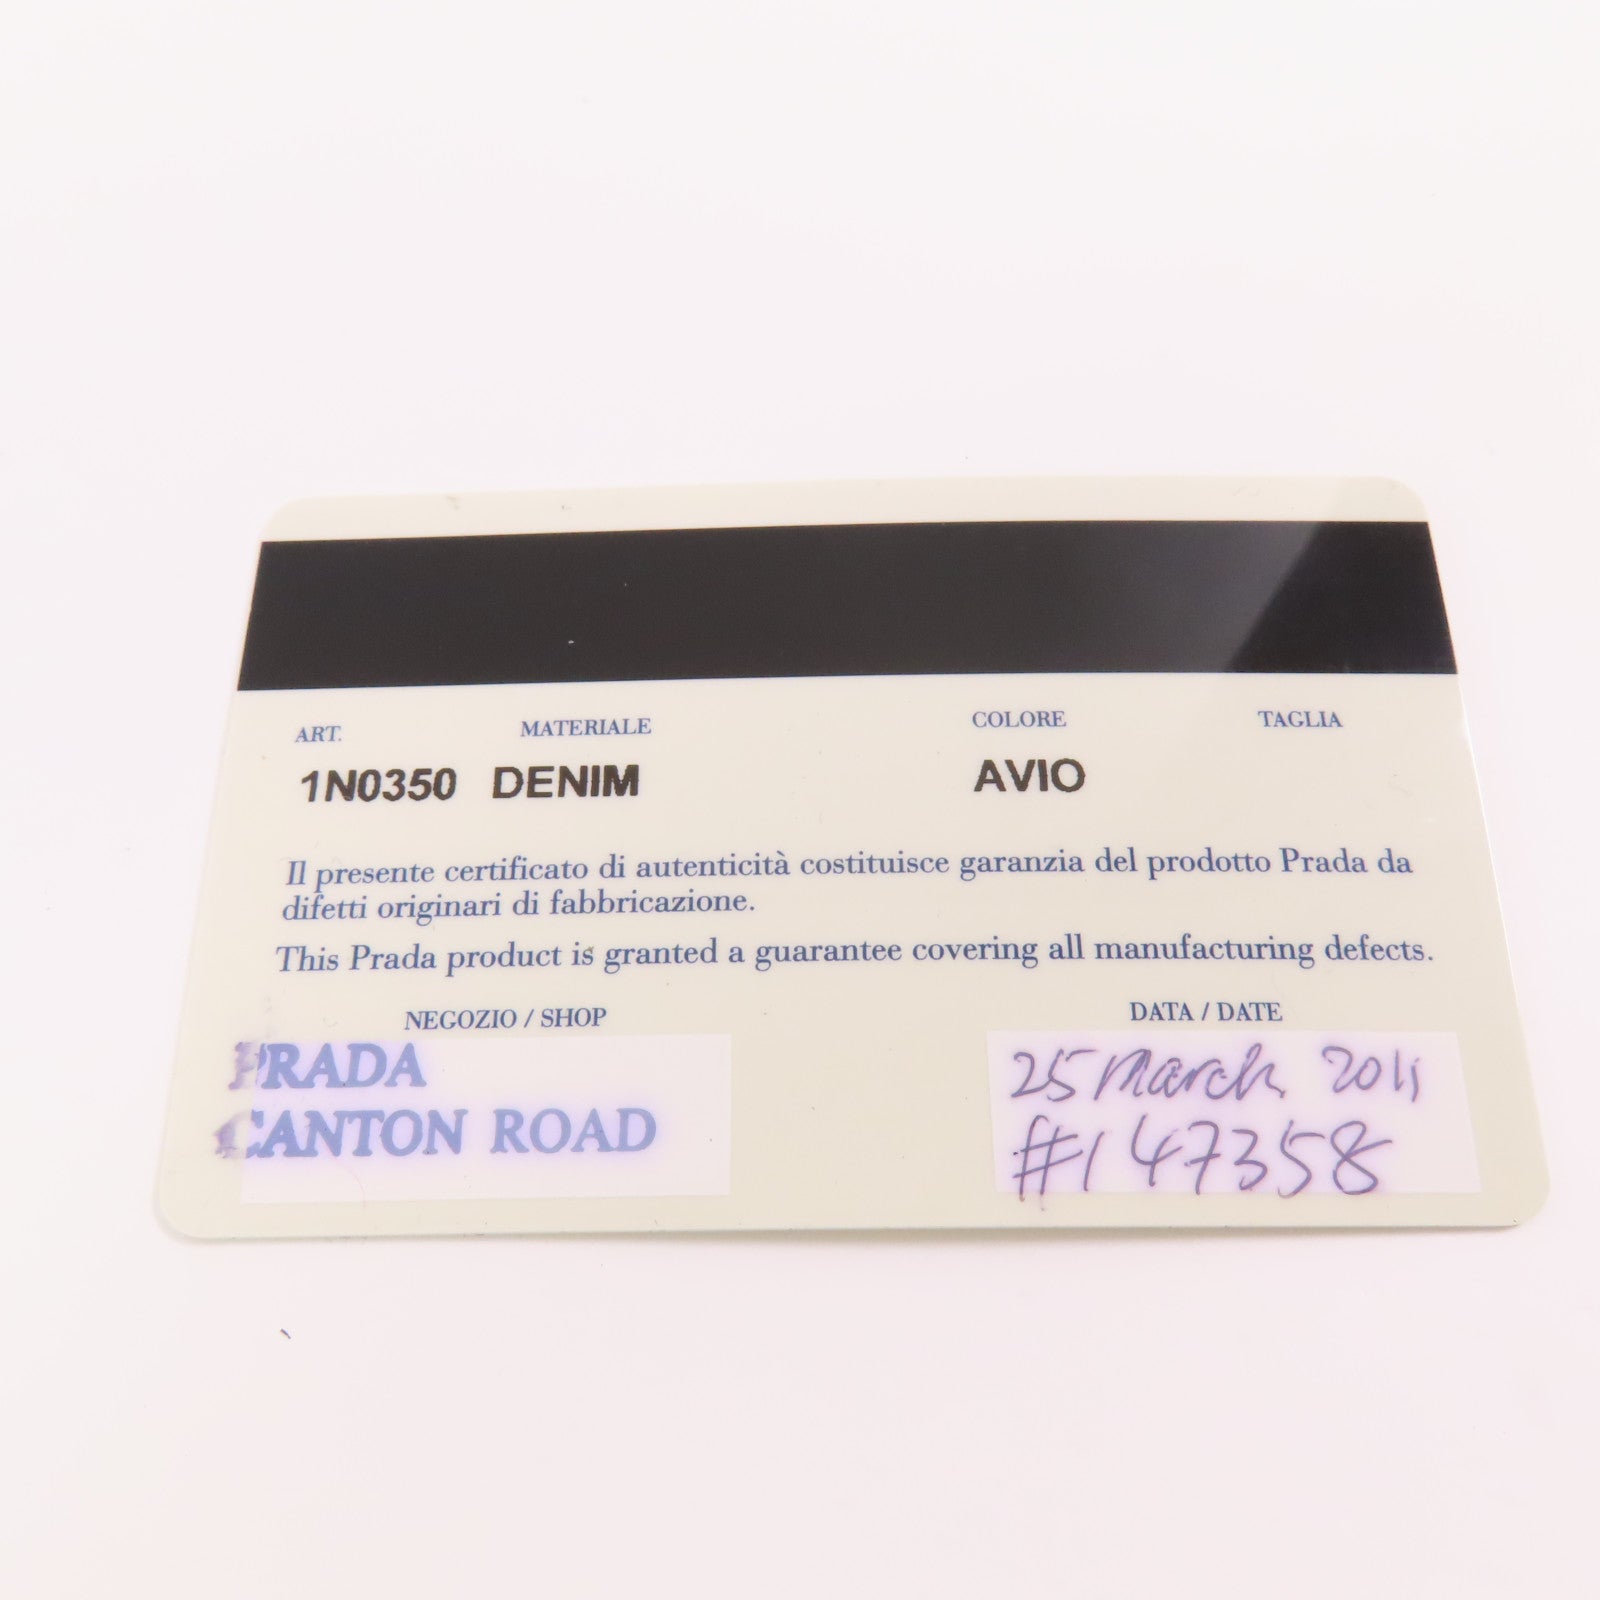 ART. MATERIALE COLORE TAGLIA
1N0350 DENIM AVIO
Il presente certificato di autenticità costituisce garanzia del prodotto Prada da
difetti originari di fabbricazione.
This Prada product is granted a guarantee covering all manufacturing defects.
NEGOZIO / SHOP DATA / DATE
PRADA 25 March 2011
CANTON ROAD #147358